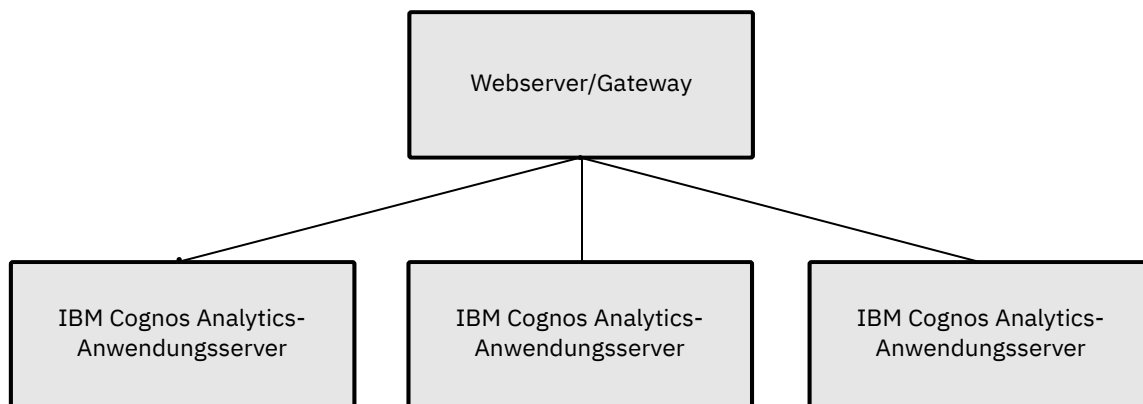 Webserver/Gateway
IBM Cognos Analytics-
Anwendungsserver
IBM Cognos Analytics-
Anwendungsserver
IBM Cognos Analytics-
Anwendungsserver